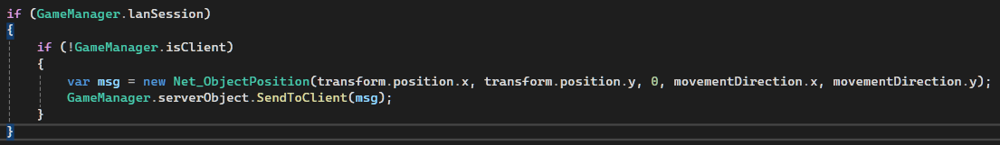 if (GameManager.lanSession)
{
if (!GameManager.isClient)
{
var msg = new Net_ObjectPosition(transform.position.x, transform.position.y, 0, movementDirection.x, movementDirection.y);
GameManager.serverObject.SendToClient(msg);
}
}